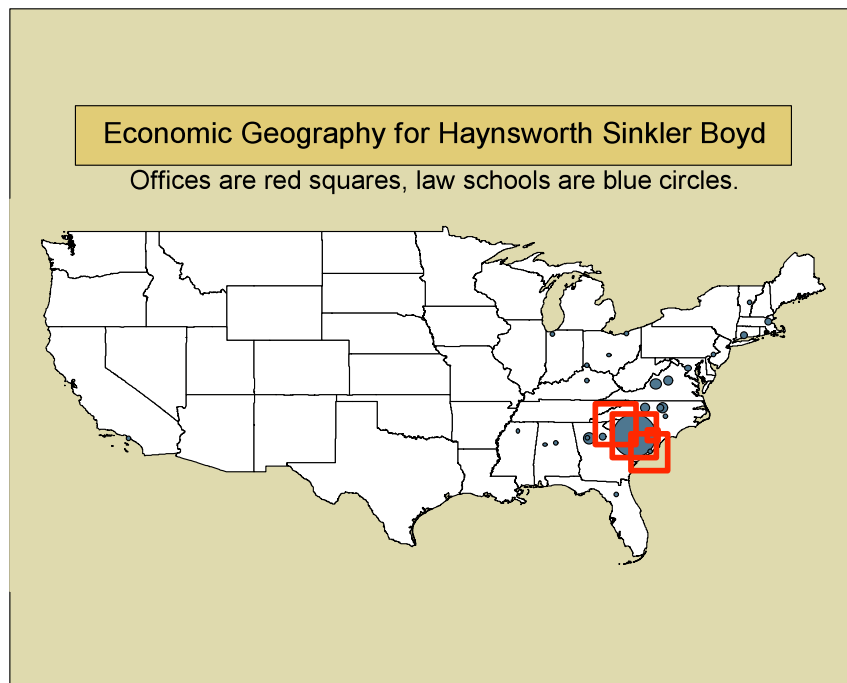 Economic Geography for Haynsworth Sinkler Boyd
Offices are red squares, law schools are blue circles.